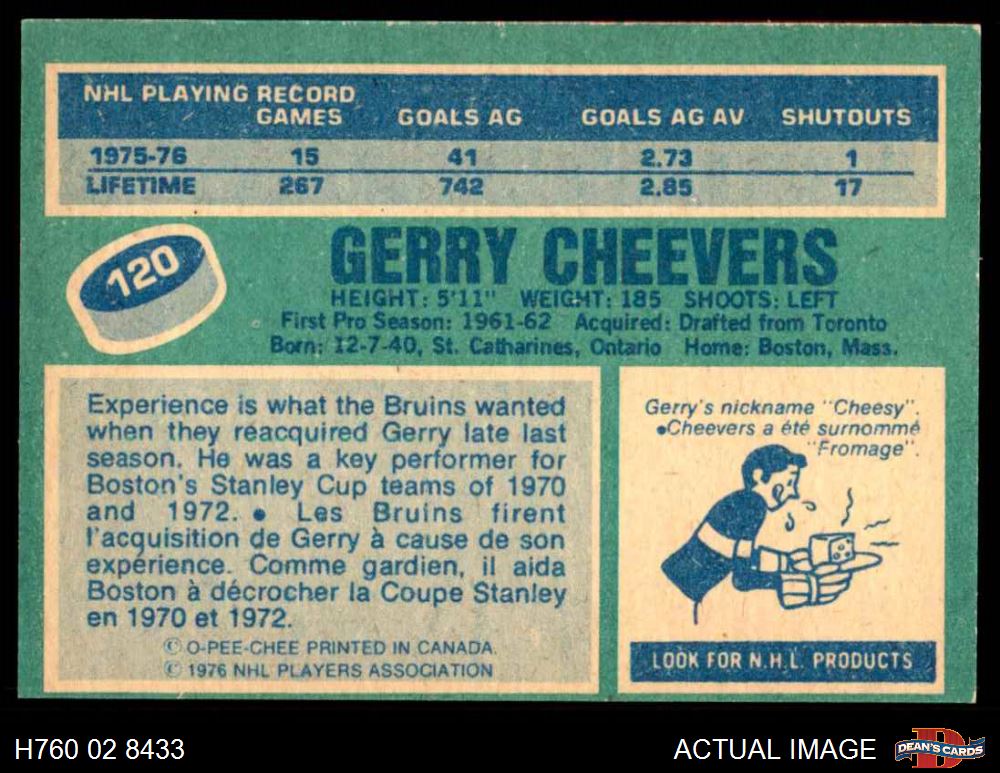 NHL PLAYING RECORD
GAMES GOALS AG GOALS AG AV SHUTOUTS
1975-76 15 41 2.73 1
LIFETIME 267 742 2.85 17
120
GERRY CHEEVERS
HEIGHT: 5'11" WEIGHT: 185 SHOOTS: LEFT
First Pro Season: 1961-62 Acquired: Drafted from Toronto
Born: 12-7-40, St. Catharines, Ontario Home: Boston, Mass.
Experience is what the Bruins wanted
when they reacquired Gerry late last
season. He was a key performer for
Boston's Stanley Cup teams of 1970
and 1972. • Les Bruins firent
l'acquisition de Gerry à cause de son
expérience. Comme gardien, il aida
Boston à décrocher la Coupe Stanley
en 1970 et 1972.
© O-PEE-CHEE PRINTED IN CANADA.
© 1976 NHL PLAYERS ASSOCIATION
Gerry's nickname "Cheesy".
•Cheevers a été surnommé
"Fromage".
LOOK FOR N.H.L. PRODUCTS
H760 02 8433
ACTUAL IMAGE
D
DEAN'S CARDS